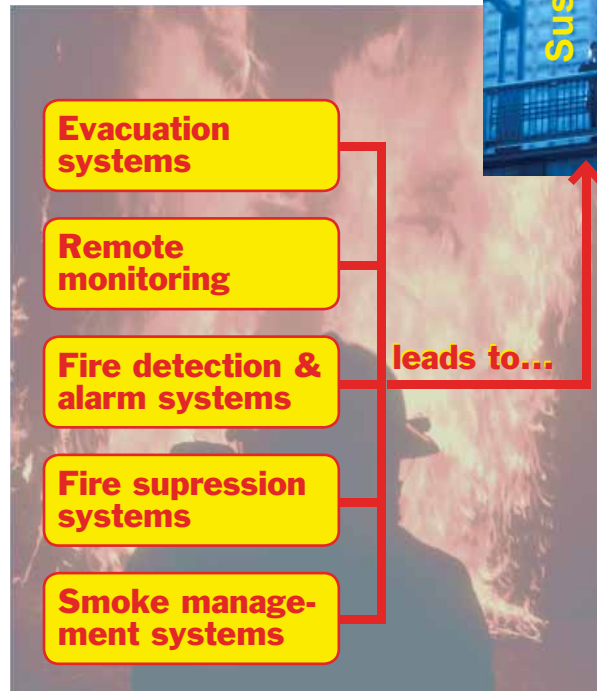 Sus
Evacuation
systems
Remote
monitoring
leads to...
Fire detection &
alarm systems
Fire supression
systems
Smoke manage-
ment systems